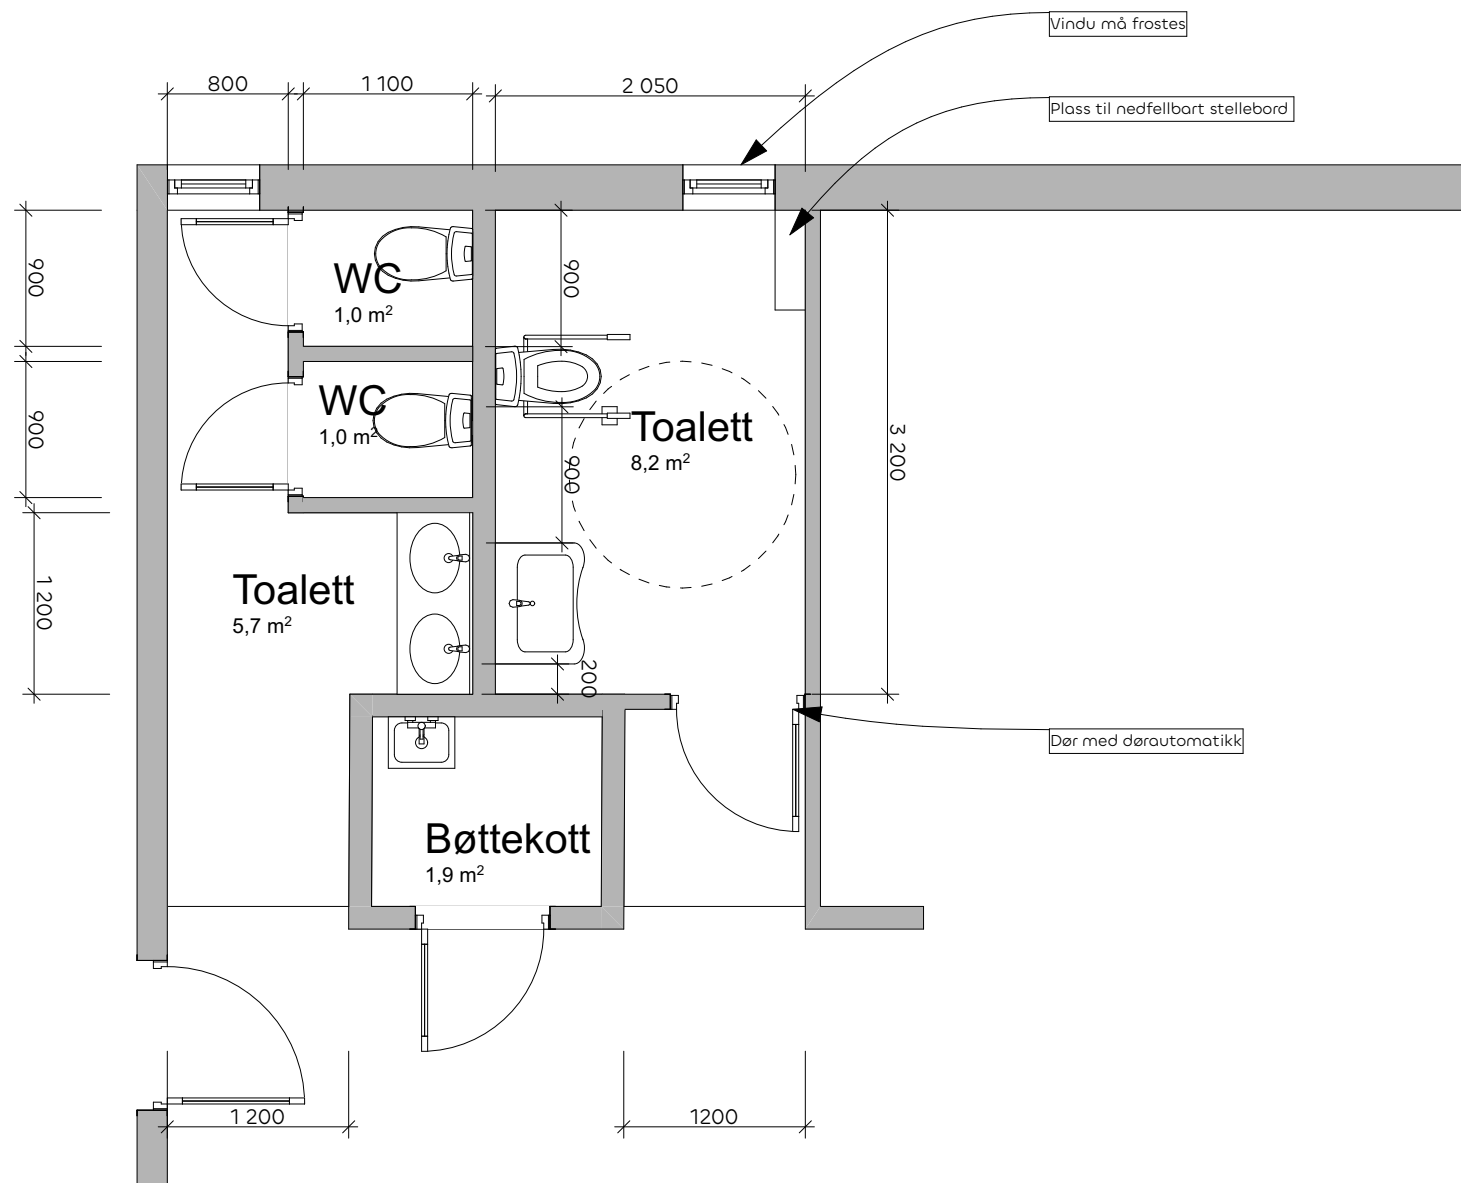 Vindu må frostes
800
1 100
2 050
Plass til nedfellbart stellebord
900
WC
1,0 m²
900
900
WC
1,0 m²
900
Toalett
8,2 m²
3 200
1 200
Toalett
5,7 m²
200
Dør med dørautomatikk
Bøttekott
1,9 m²
1 200
1200